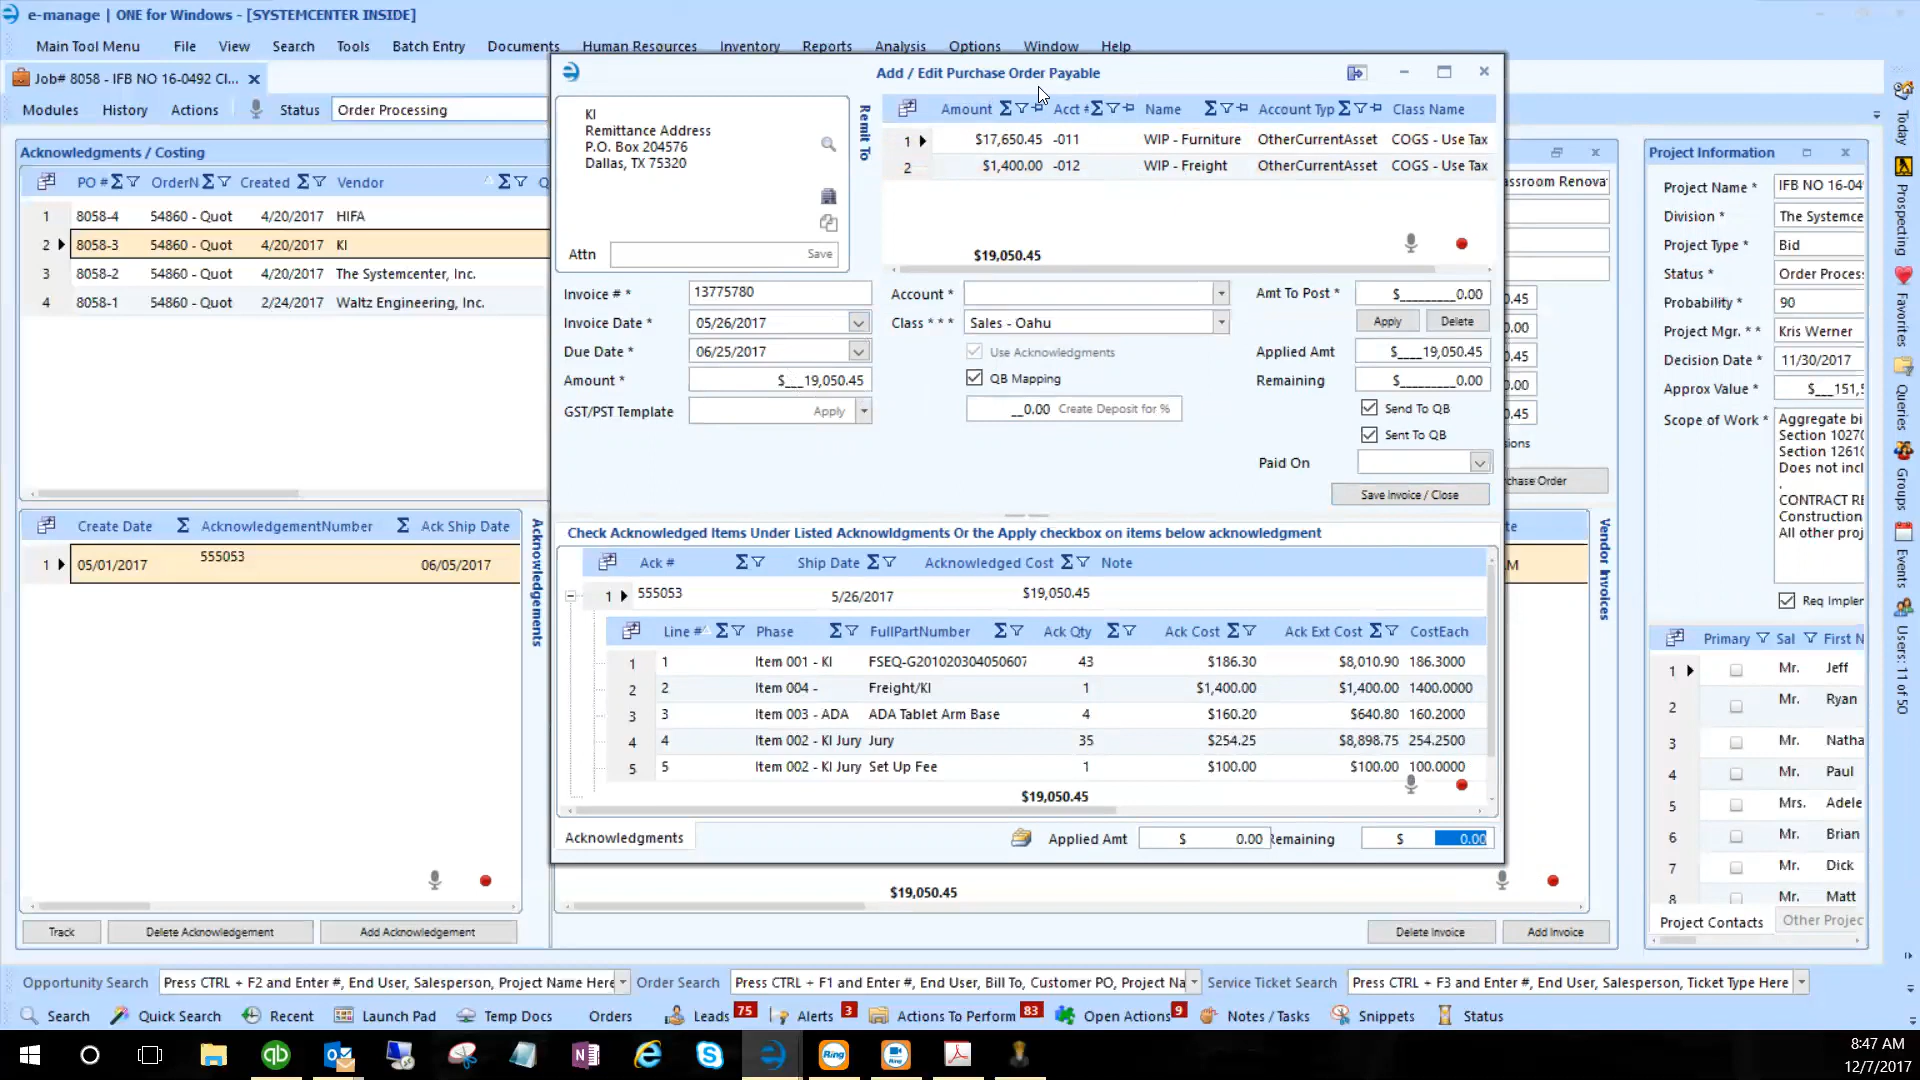 e-manage | ONE for Windows - [SYSTEMCENTER INSIDE]
Main Tool Menu File View Search Tools Batch Entry Documents Human Resources Inventory Reports Analysis Options Window Help
Job# 8058 - IFB NO 16-0492 Cl...
Modules History Actions Status Order Processing
Acknowledgments / Costing
PO # OrderN Created Vendor Q
1 8058-4 54860 - Quot 4/20/2017 HIFA
2 8058-3 54860 - Quot 4/20/2017 KI
3 8058-2 54860 - Quot 4/20/2017 The Systemcenter, Inc.
4 8058-1 54860 - Quot 2/24/2017 Waltz Engineering, Inc.
Create Date AcknowledgementNumber Ack Ship Date
1 05/01/2017 555053 06/05/2017
Acknowledgements
Track Delete Acknowledgement Add Acknowledgement
Add / Edit Purchase Order Payable
KI
Remittance Address
P.O. Box 204576
Dallas, TX 75320
Attn Save
Remit To
Amount Acct # Name Account Typ Class Name
1 $17,650.45 -011 WIP - Furniture OtherCurrentAsset COGS - Use Tax
2 $1,400.00 -012 WIP - Freight OtherCurrentAsset COGS - Use Tax
$19,050.45
Invoice # * 13775780
Invoice Date * 05/26/2017
Due Date * 06/25/2017
Amount * $___19,050.45
GST/PST Template Apply
Account *
Class * * * Sales - Oahu
Use Acknowledgments
QB Mapping
__0.00 Create Deposit for %
Amt To Post * $_________0.00
Apply Delete
Applied Amt $____19,050.45
Remaining $_________0.00
Send To QB
Sent To QB
Paid On
Save Invoice / Close
Check Acknowledged Items Under Listed Acknowldgments Or the Apply checkbox on items below acknowledgment
Ack # Ship Date Acknowledged Cost Note
1 555053 5/26/2017 $19,050.45
Line # Phase FullPartNumber Ack Qty Ack Cost Ack Ext Cost CostEach
1 1 Item 001 - KI FSEQ-G201020304050607 43 $186.30 $8,010.90 186.3000
2 2 Item 004 - Freight/KI 1 $1,400.00 $1,400.00 1400.0000
3 3 Item 003 - ADA ADA Tablet Arm Base 4 $160.20 $640.80 160.2000
4 4 Item 002 - KI Jury Jury 35 $254.25 $8,898.75 254.2500
5 5 Item 002 - KI Jury Set Up Fee 1 $100.00 $100.00 100.0000
$19,050.45
Acknowledgments Applied Amt $ 0.00 Remaining $ 0.00
$19,050.45
Delete Invoice Add Invoice
Vendor Invoices
Project Information
Project Name * IFB NO 16-04
Division * The Systemce
Project Type * Bid
Status * Order Process
Probability * 90
Project Mgr. * * Kris Werner
Decision Date * 11/30/2017
Approx Value * $___151,5
Scope of Work * Aggregate bi
Section 1027
Section 1261
Does not incl
.
CONTRACT RE
Construction
All other proj
Req Impler
Primary Sal First N
1 Mr. Jeff
2 Mr. Ryan
3 Mr. Natha
4 Mr. Paul
5 Mrs. Adele
6 Mr. Brian
7 Mr. Dick
8 Mr. Matt
Project Contacts Other Projec
Today
Prospecting
Favorites
Queries
Groups
Events
Users: 11 of 50
Opportunity Search Press CTRL + F2 and Enter #, End User, Salesperson, Project Name Here Order Search Press CTRL + F1 and Enter #, End User, Bill To, Customer PO, Project Na Service Ticket Search Press CTRL + F3 and Enter #, End User, Salesperson, Ticket Type Here
Search Quick Search Recent Launch Pad Temp Docs Orders Leads 75 Alerts 3 Actions To Perform 83 Open Actions 9 Notes / Tasks Snippets Status
8:47 AM
12/7/2017